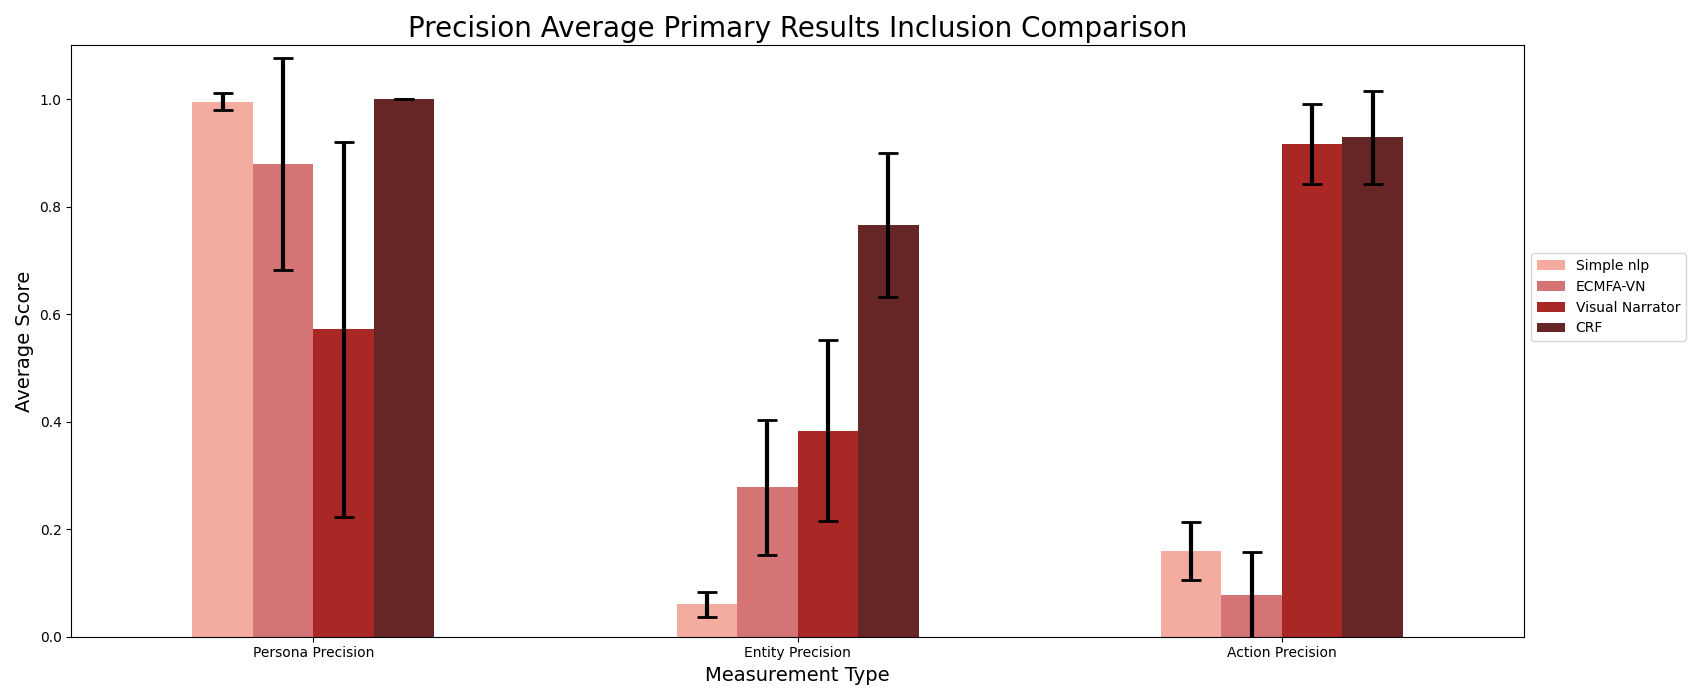 Precision Average Primary Results Inclusion Comparison
Average Score
1.0
0.8
0.6
0.4
0.2
0.0
Persona Precision
Entity Precision
Action Precision
Measurement Type
Simple nlp
ECMFA-VN
Visual Narrator
CRF